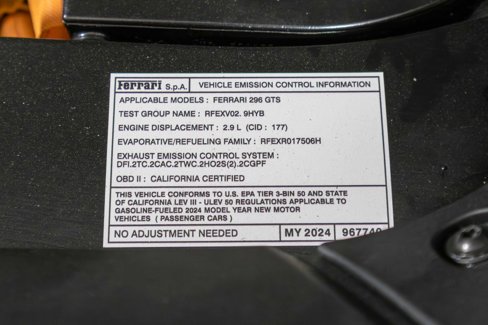 Ferrari S.p.A. VEHICLE EMISSION CONTROL INFORMATION
APPLICABLE MODELS : FERRARI 296 GTS
TEST GROUP NAME : RFEXV02. 9HYB
ENGINE DISPLACEMENT : 2.9 L (CID : 177)
EVAPORATIVE/REFUELING FAMILY : RFEXR017506H
EXHAUST EMISSION CONTROL SYSTEM :
DFI.2TC.2CAC.2TWC.2HO2S(2).2CGPF
OBD II : CALIFORNIA CERTIFIED
THIS VEHICLE CONFORMS TO U.S. EPA TIER 3-BIN 50 AND STATE
OF CALIFORNIA LEV III - ULEV 50 REGULATIONS APPLICABLE TO
GASOLINE-FUELED 2024 MODEL YEAR NEW MOTOR
VEHICLES ( PASSENGER CARS )
NO ADJUSTMENT NEEDED MY 2024